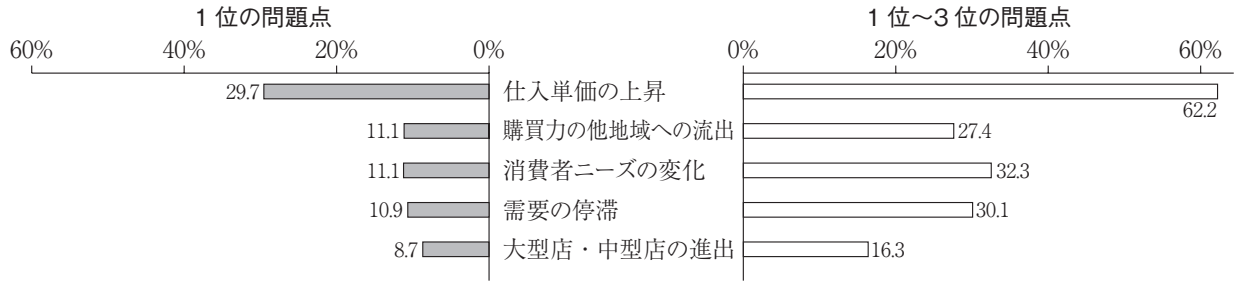 1位の問題点 1位～3位の問題点
60% 40% 20% 0% 0% 20% 40% 60%
29.7 仕入単価の上昇 62.2
11.1 購買力の他地域への流出 27.4
11.1 消費者ニーズの変化 32.3
10.9 需要の停滞 30.1
8.7 大型店・中型店の進出 16.3